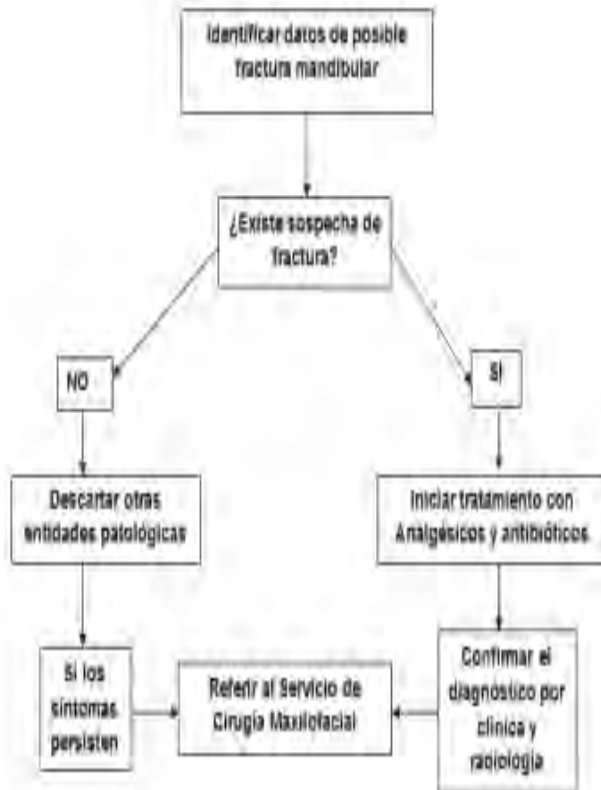 Identificar datos de posible
fractura mandibular
¿Existe sospecha de
fractura?
NO
SI
Descartar otras
entidades patológicas
Iniciar tratamiento con
Analgésicos y antibióticos
Si los
síntomas
persisten
Referir al Servicio de
Cirugía Maxilofacial
Confirmar el
diagnóstico por
clínica y
radiología